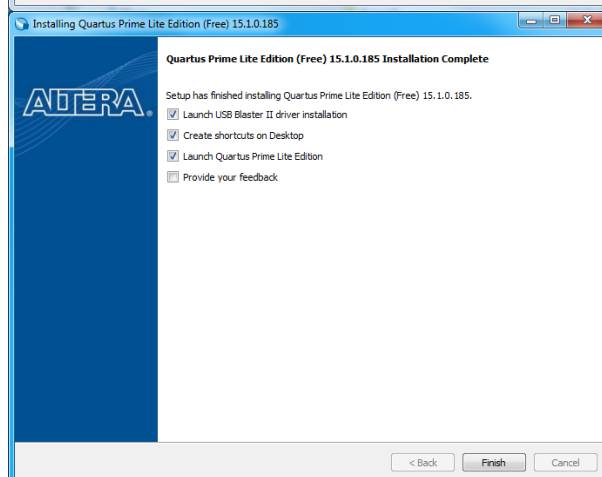 Installing Quartus Prime Lite Edition (Free) 15.1.0.185
Quartus Prime Lite Edition (Free) 15.1.0.185 Installation Complete
ALTERA®
Setup has finished installing Quartus Prime Lite Edition (Free) 15.1.0.185.
Launch USB Blaster II driver installation
Create shortcuts on Desktop
Launch Quartus Prime Lite Edition
Provide your feedback
< Back
Finish
Cancel